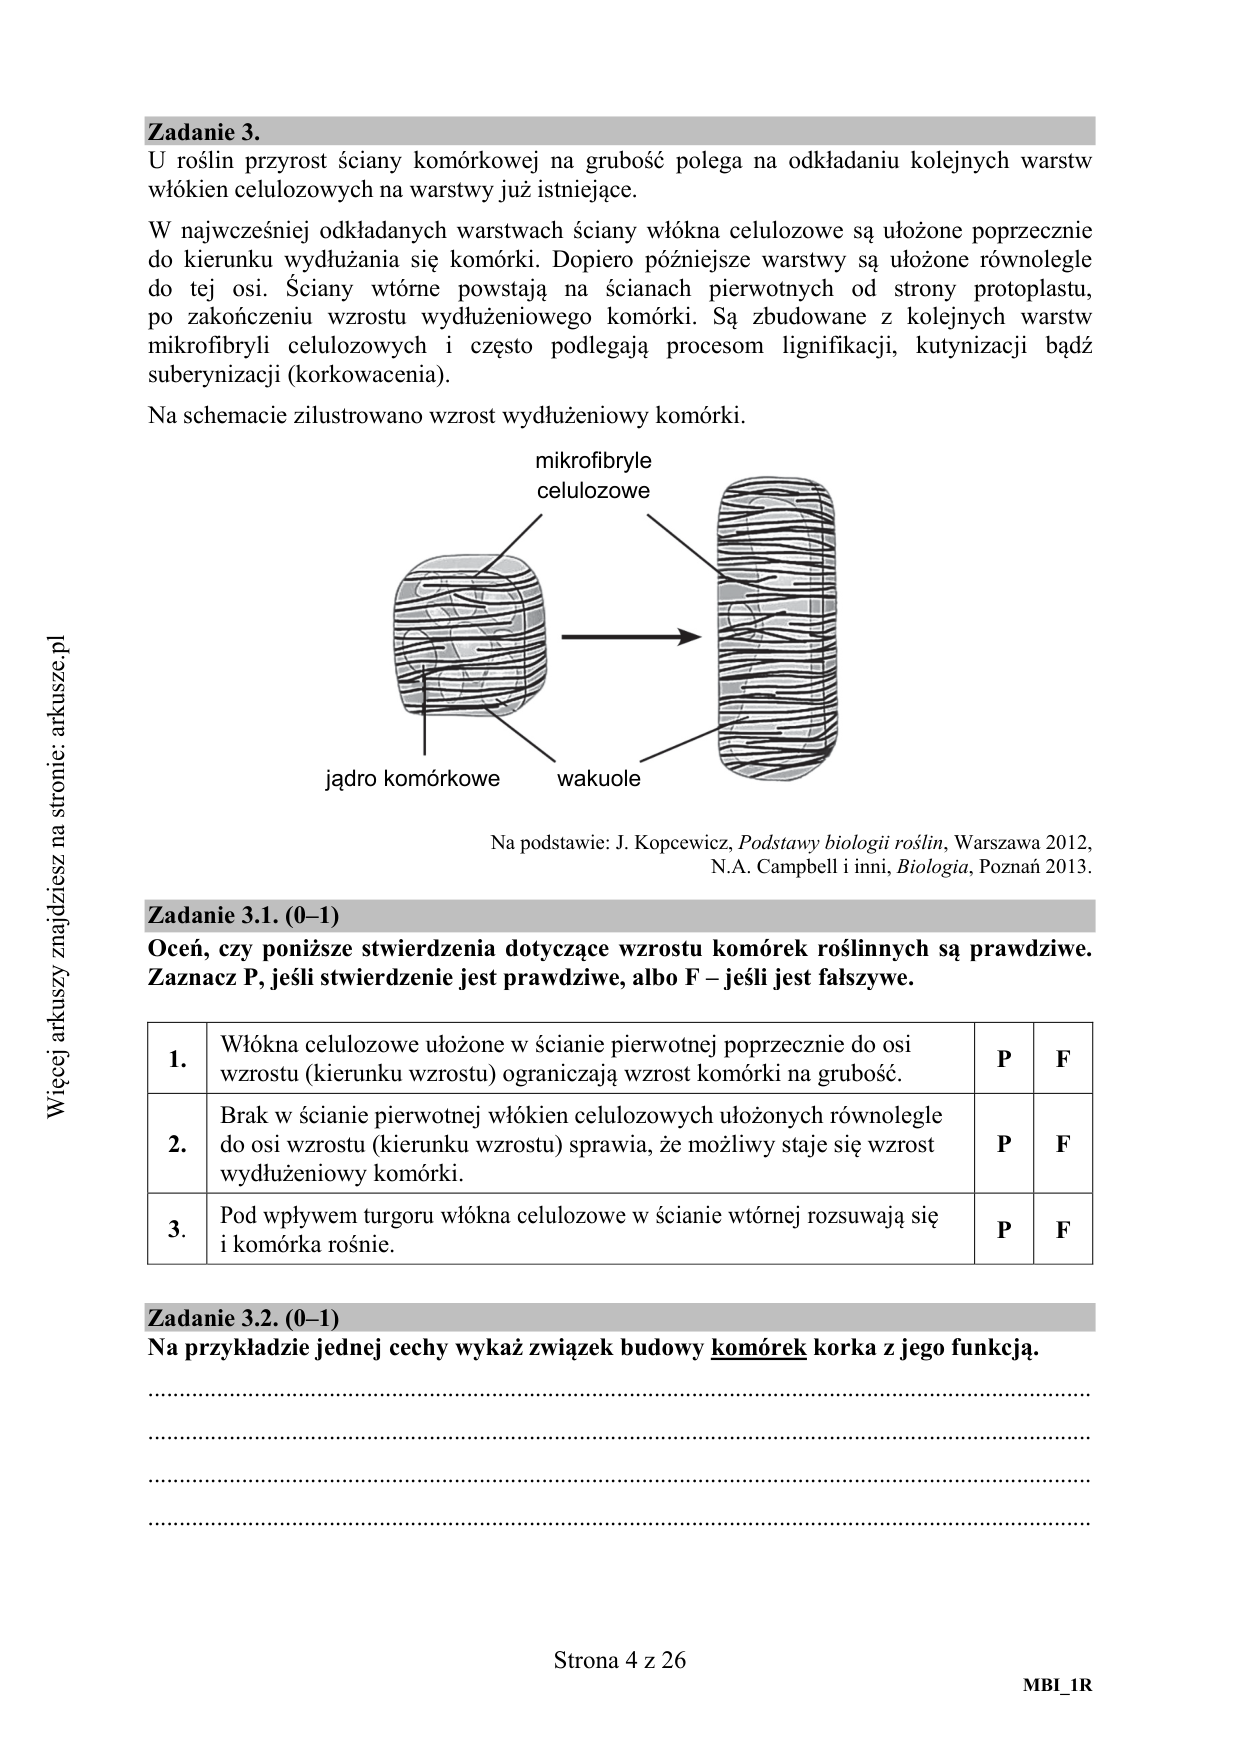 Zadanie 3.
U roślin przyrost ściany komórkowej na grubość polega na odkładaniu kolejnych warstw
włókien celulozowych na warstwy już istniejące.
W najwcześniej odkładanych warstwach ściany włókna celulozowe są ułożone poprzecznie
do kierunku wydłużania się komórki. Dopiero późniejsze warstwy są ułożone równolegle
do tej osi. Ściany wtórne powstają na ścianach pierwotnych od strony protoplastu,
po zakończeniu wzrostu wydłużeniowego komórki. Są zbudowane z kolejnych warstw
mikrofibryli celulozowych i często podlegają procesom lignifikacji, kutynizacji bądź
suberynizacji (korkowacenia).
Na schemacie zilustrowano wzrost wydłużeniowy komórki.
mikrofibryle
celulozowe
jądro komórkowe
wakuole
Na podstawie: J. Kopcewicz, Podstawy biologii roślin, Warszawa 2012,
N.A. Campbell i inni, Biologia, Poznań 2013.
Zadanie 3.1. (0–1)
Oceń, czy poniższe stwierdzenia dotyczące wzrostu komórek roślinnych są prawdziwe.
Zaznacz P, jeśli stwierdzenie jest prawdziwe, albo F – jeśli jest fałszywe.
1. Włókna celulozowe ułożone w ścianie pierwotnej poprzecznie do osi
wzrostu (kierunku wzrostu) ograniczają wzrost komórki na grubość. P F
2. Brak w ścianie pierwotnej włókien celulozowych ułożonych równolegle
do osi wzrostu (kierunku wzrostu) sprawia, że możliwy staje się wzrost
wydłużeniowy komórki. P F
3. Pod wpływem turgoru włókna celulozowe w ścianie wtórnej rozsuwają się
i komórka rośnie. P F
Zadanie 3.2. (0–1)
Na przykładzie jednej cechy wykaż związek budowy komórek korka z jego funkcją.
Strona 4 z 26
MBI_1R
Więcej arkuszy znajdziesz na stronie: arkusze.pl